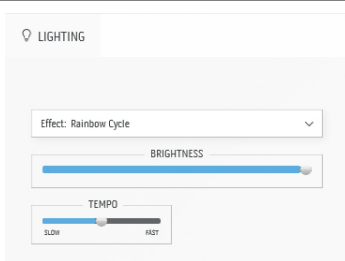 LIGHTING
Effect: Rainbow Cycle
BRIGHTNESS
TEMPO
SLOW FAST